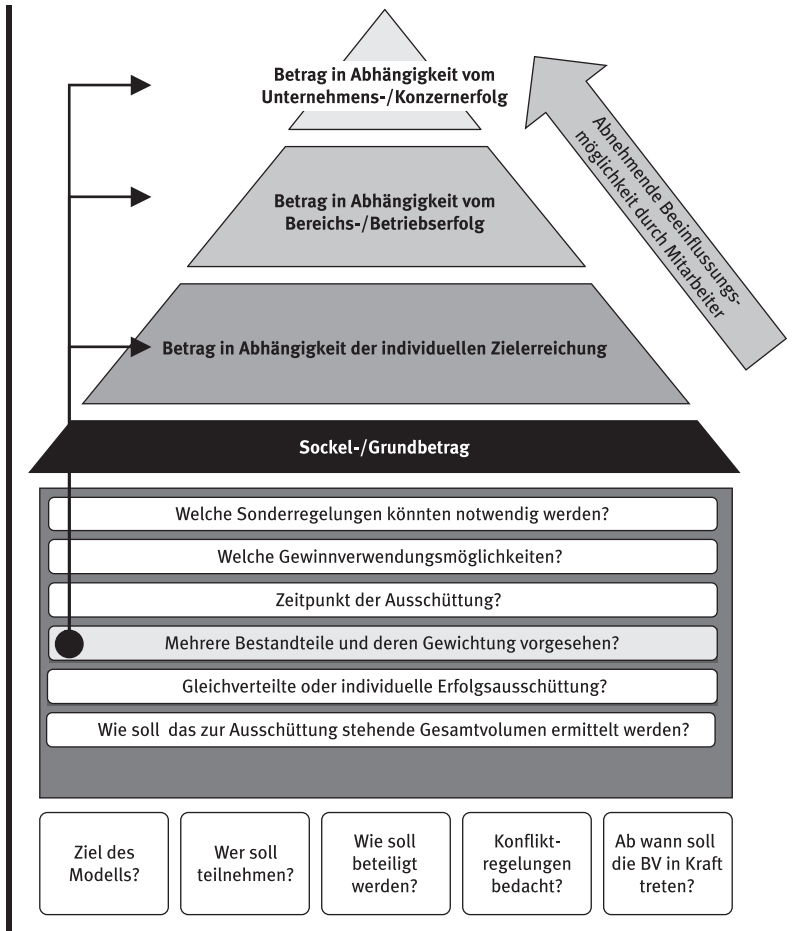 Betrag in Abhängigkeit vom
Unternehmens-/Konzernerfolg
Abnehmende Beeinflussungs-
möglichkeit durch Mitarbeiter
Betrag in Abhängigkeit vom
Bereichs-/Betriebserfolg
Betrag in Abhängigkeit der individuellen Zielerreichung
Sockel-/Grundbetrag
Welche Sonderregelungen könnten notwendig werden?
Welche Gewinnverwendungsmöglichkeiten?
Zeitpunkt der Ausschüttung?
Mehrere Bestandteile und deren Gewichtung vorgesehen?
Gleichverteilte oder individuelle Erfolgsausschüttung?
Wie soll das zur Ausschüttung stehende Gesamtvolumen ermittelt werden?
Ziel des
Modells?
Wer soll
teilnehmen?
Wie soll
beteiligt
werden?
Konflikt-
regelungen
bedacht?
Ab wann soll
die BV in Kraft
treten?